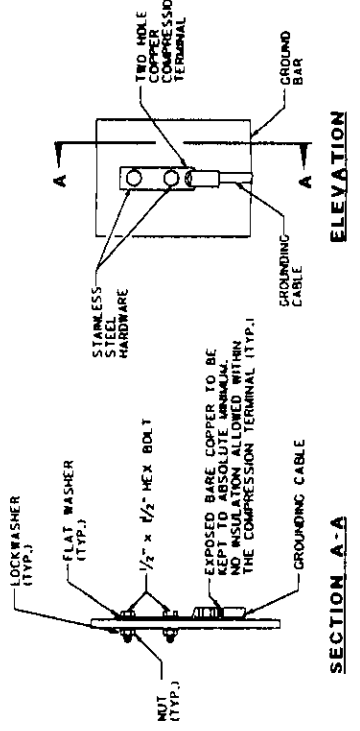 LOCKWASHER
(TYP.)
FLAT WASHER
(TYP.)
1/2" x 1/2" HEX BOLT
NUT
(TYP.)
EXPOSED BARE COPPER TO BE
KEPT TO ABSOLUTE MINIMUM.
NO INSULATION ALLOWED WITHIN
THE COMPRESSION TERMINAL (TYP.)
GROUNDING CABLE
SECTION A-A
STAINLESS
STEEL
HARDWARE
A
TWO HOLE
COPPER
COMPRESSIO
TERMINAL
GROUND
BAR
A
GROUNDING
CABLE
ELEVATION